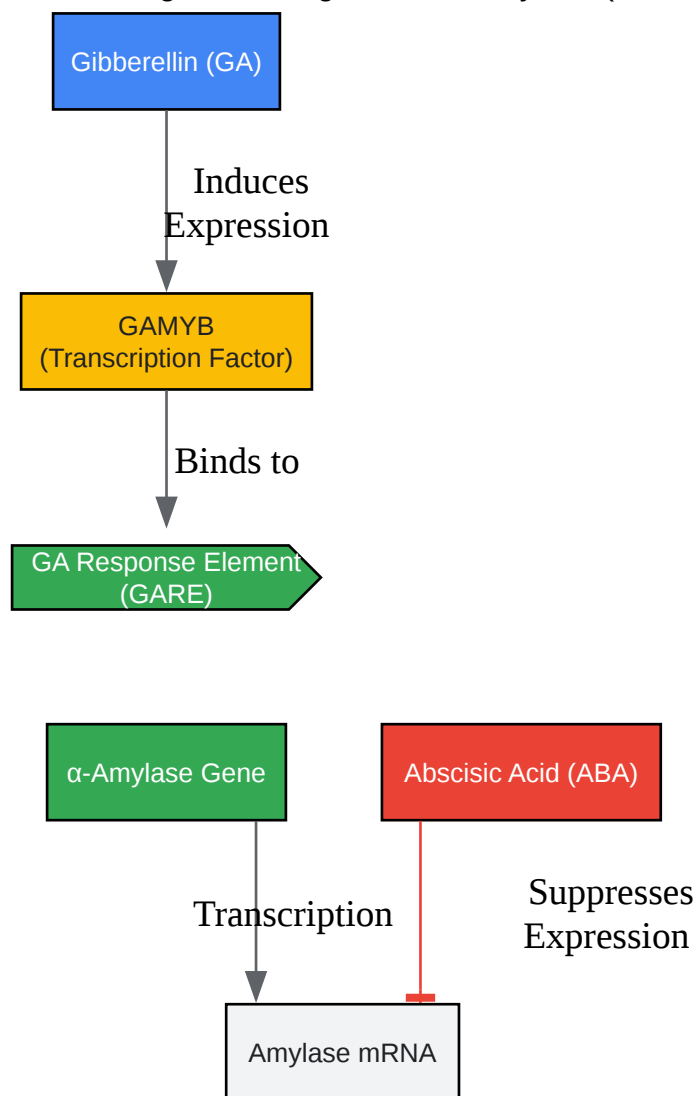 Gibberellin (GA)
Induces
Expression
GAMYB
(Transcription Factor)
Binds to
GA Response Element
(GARE)
α-Amylase Gene
Abscisic Acid (ABA)
Transcription
Suppresses
Expression
Amylase mRNA